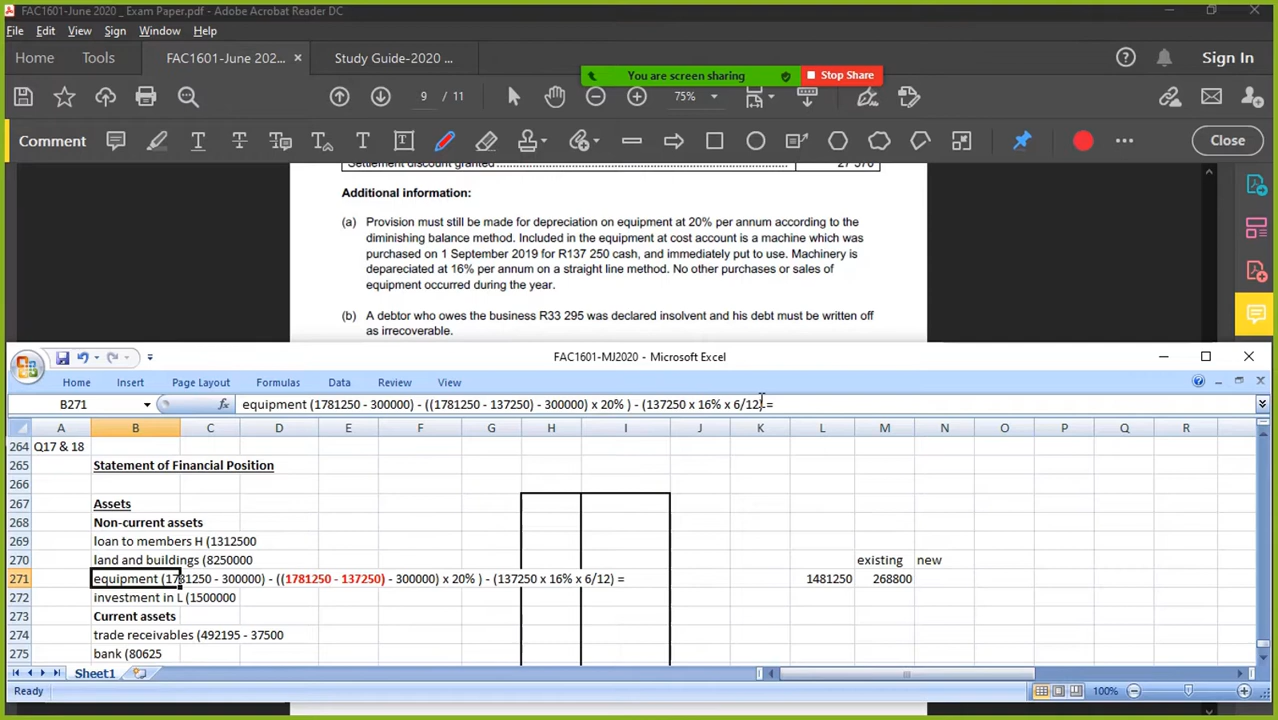 FAC1601-June 2020 _ Exam Paper.pdf - Adobe Acrobat Reader DC
File Edit View Sign Window Help
Home Tools FAC1601-June 202... × Study Guide-2020 ... Sign In
You are screen sharing Stop Share
9 / 11 75%
Comment Close
Settlement discount granted
Additional information:
(a) Provision must still be made for depreciation on equipment at 20% per annum according to the
diminishing balance method. Included in the equipment at cost account is a machine which was
purchased on 1 September 2019 for R137 250 cash, and immediately put to use. Machinery is
depareciated at 16% per annum on a straight line method. No other purchases or sales of
equipment occurred during the year.
(b) A debtor who owes the business R33 295 was declared insolvent and his debt must be written off
as irrecoverable.
FAC1601-MJ2020 - Microsoft Excel
Home Insert Page Layout Formulas Data Review View
B271 fx equipment (1781250 - 300000) - ((1781250 - 137250) - 300000) x 20% ) - (137250 x 16% x 6/12) =
A B C D E F G H I J K L M N O P Q R
264 Q17 & 18
265 Statement of Financial Position
266
267 Assets
268 Non-current assets
269 loan to members H (1312500
270 land and buildings (8250000 existing new
271 equipment (1781250 - 300000) - ((1781250 - 137250) - 300000) x 20% ) - (137250 x 16% x 6/12) = 1481250 268800
272 investment in L (1500000
273 Current assets
274 trade receivables (492195 - 37500
275 bank (80625
Sheet1
Ready 100%